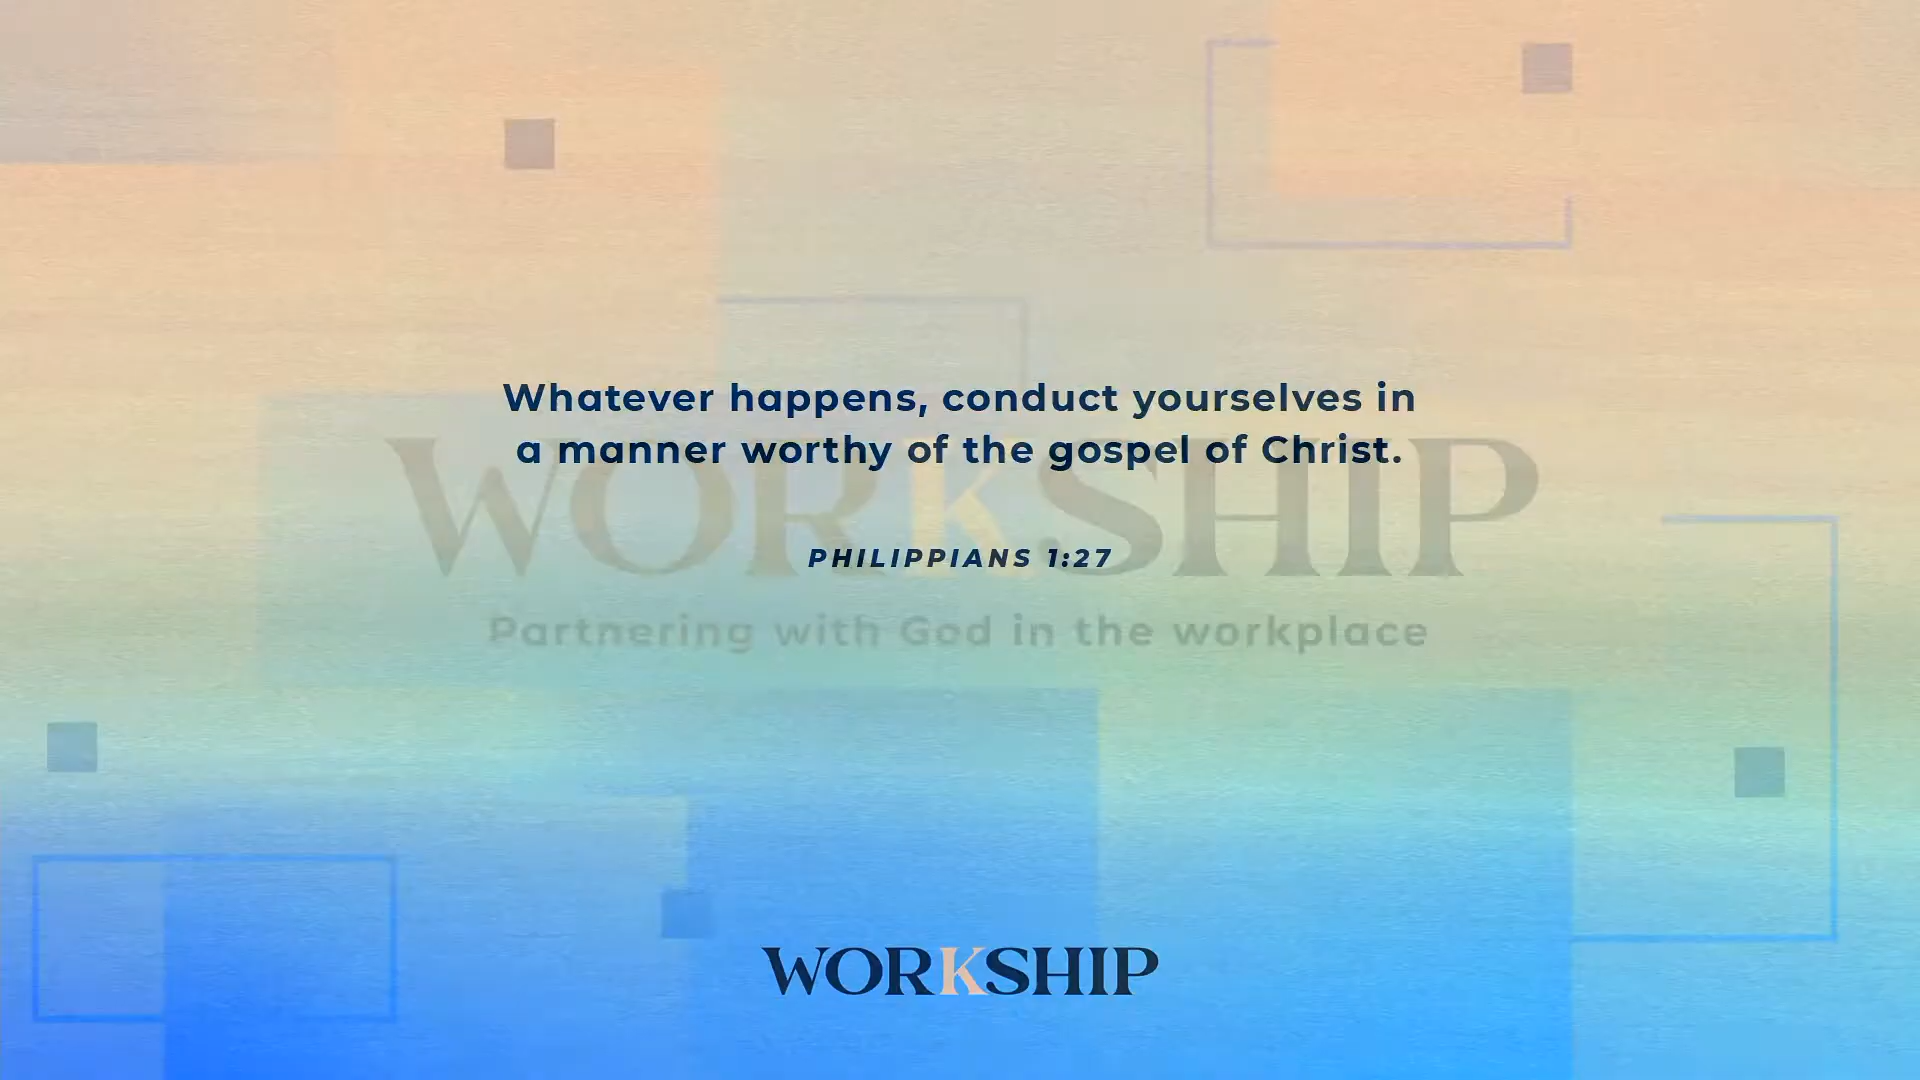 Whatever happens, conduct yourselves in
a manner worthy of the gospel of Christ.
WORKSHIP
PHILIPPIANS 1:27
Partnering with God in the workplace
WORKSHIP